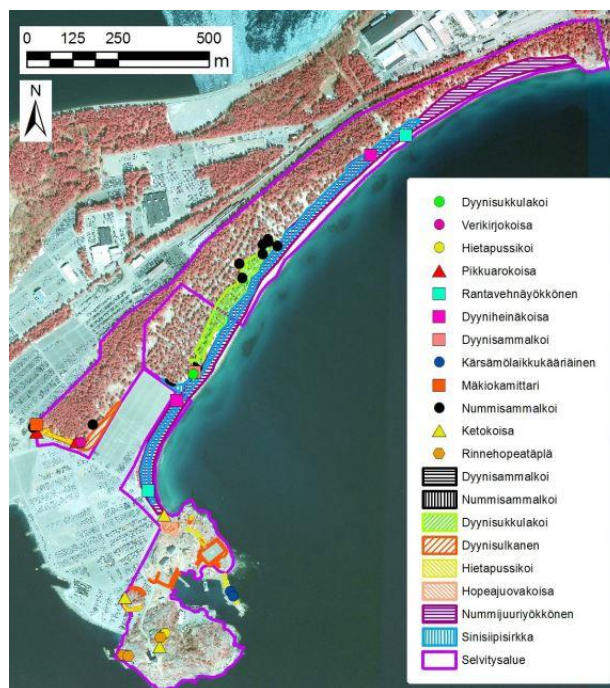 0 125 250 500
m
N
Dyynisukkulakoi
Verikirjokoisa
Hietapussikoi
Pikkuarokoisa
Rantavehnäyökkönen
Dyyniheinäkoisa
Dyynisammalkoi
Kärsämölaikkukääriäinen
Mäkiokamittari
Nummisammalkoi
Ketokoisa
Rinnehopeatäplä
Dyynisammalkoi
Nummisammalkoi
Dyynisukkulakoi
Dyynisulkanen
Hietapussikoi
Hopeajuovakoisa
Nummijuuriyökkönen
Sinisiipisirkka
Selvitysalue